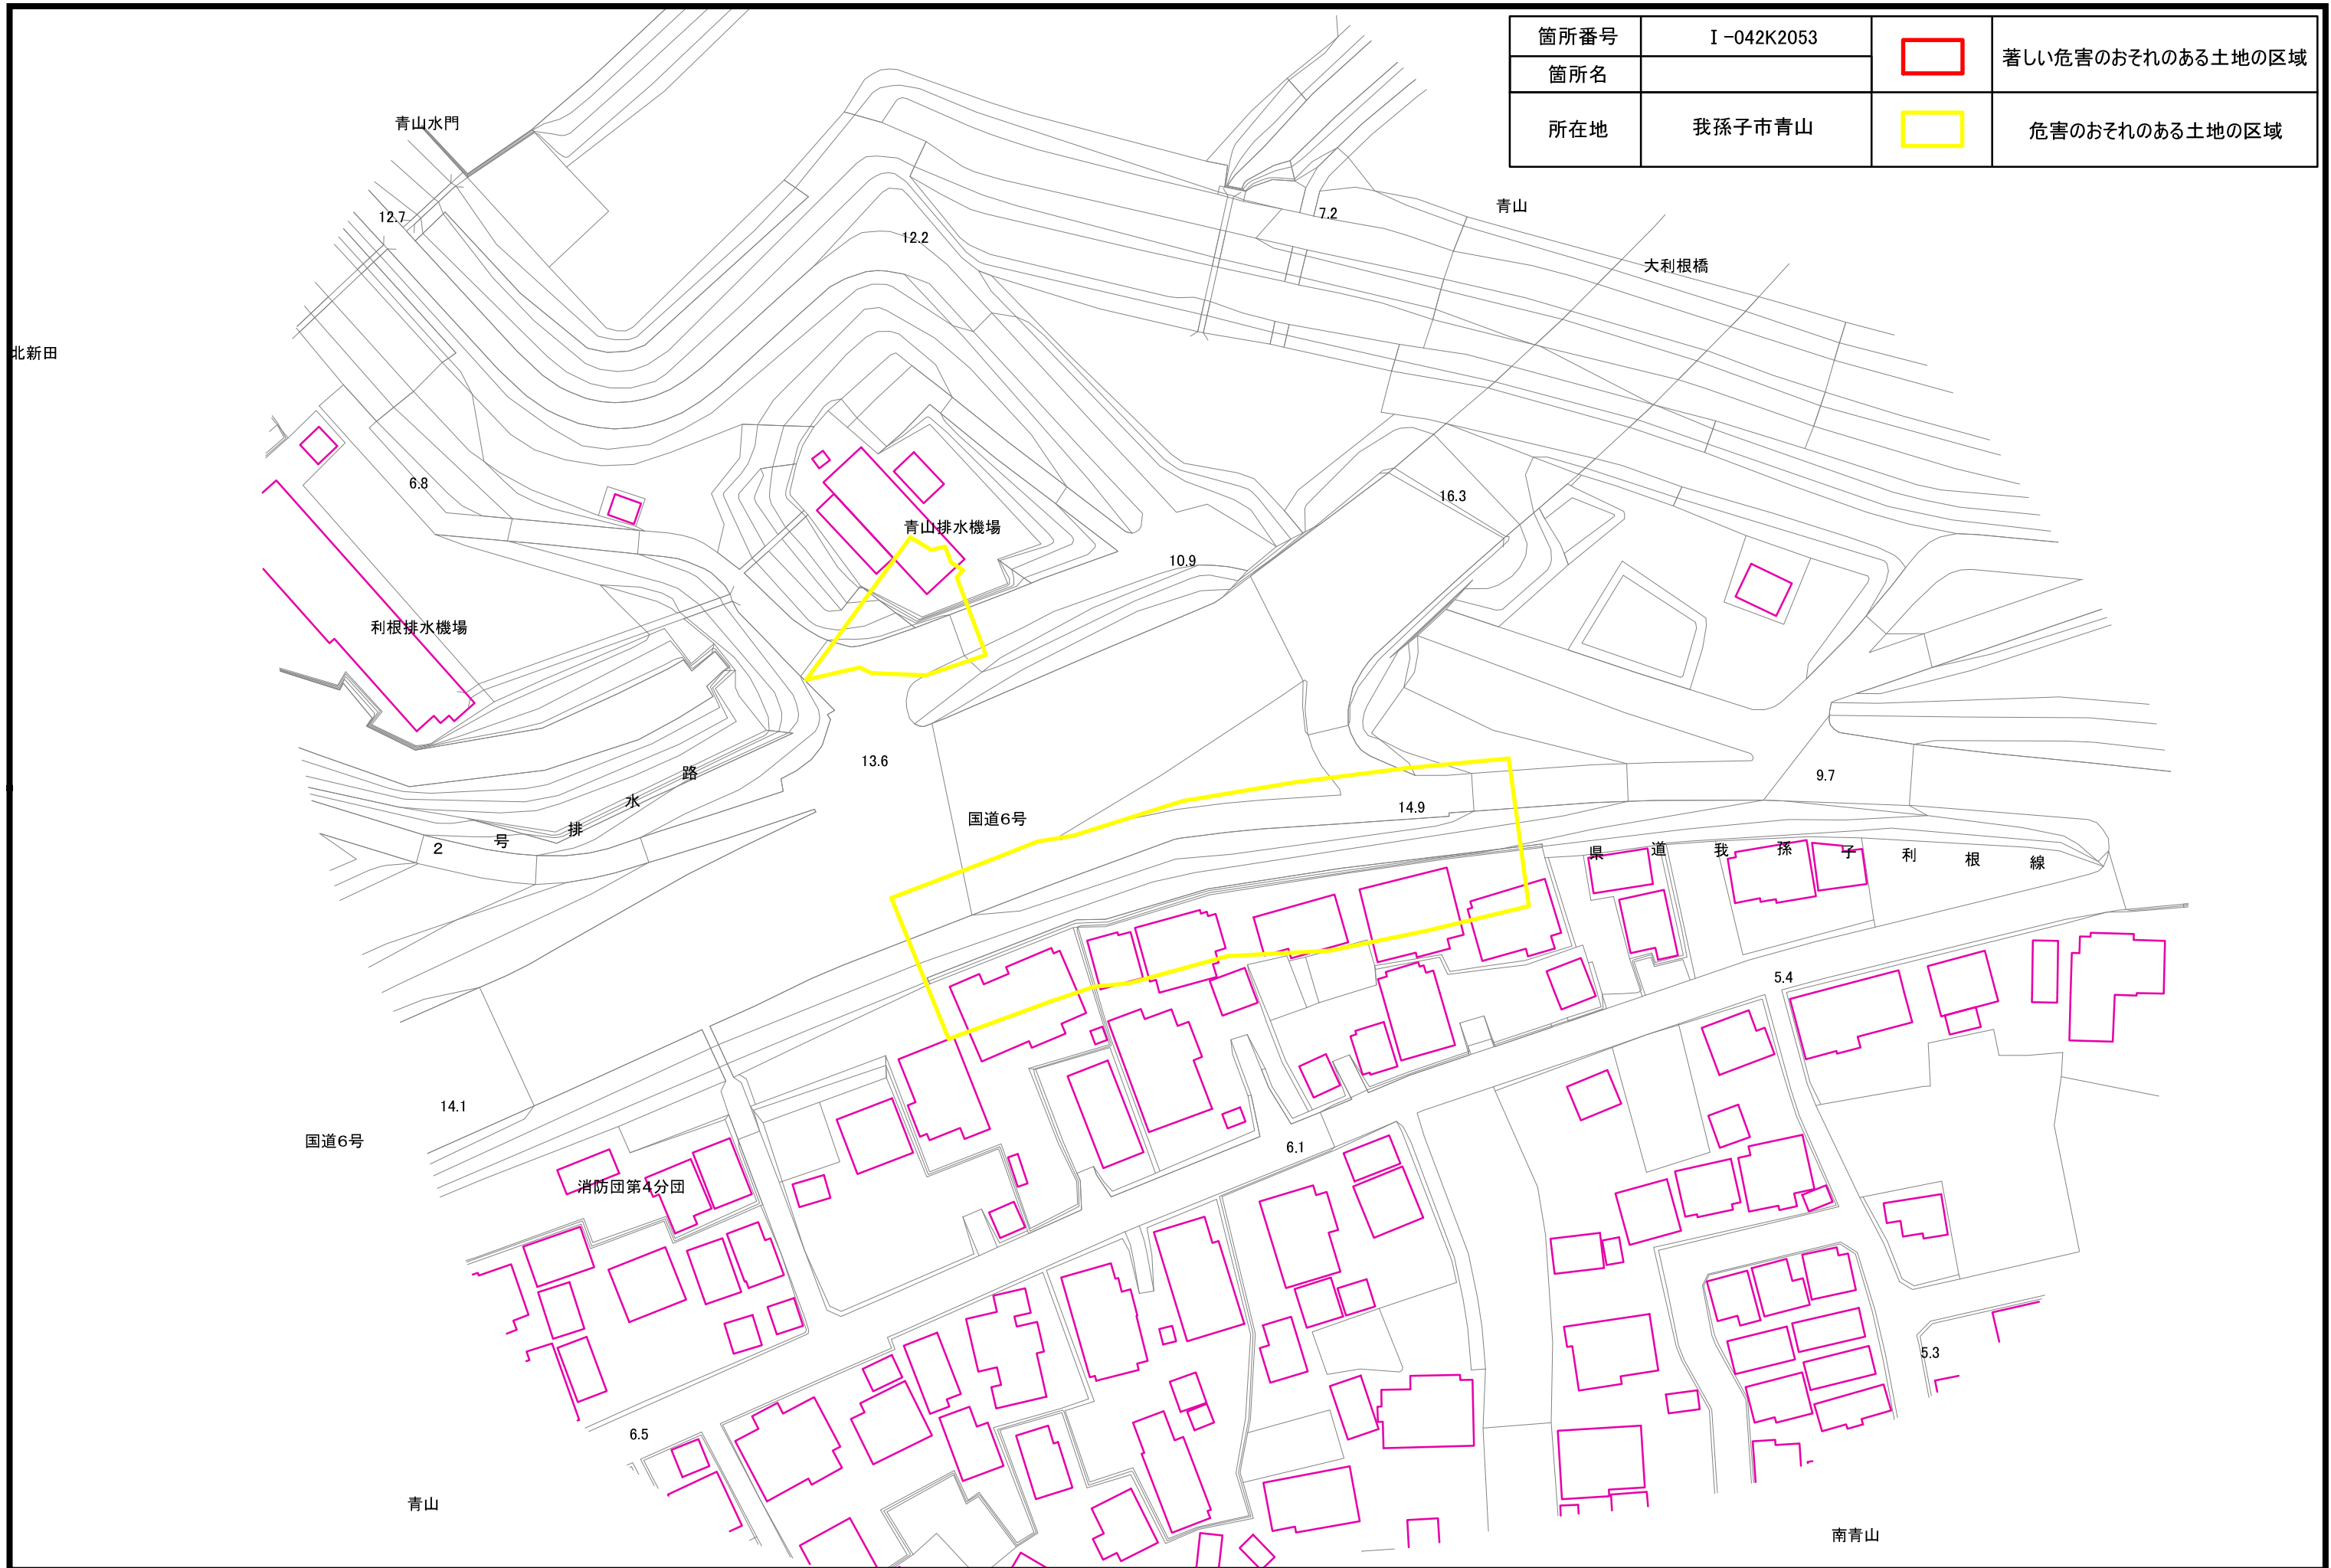 箇所番号
Ⅰ-042K2053
著しい危害のおそれのある土地の区域
箇所名
所在地
我孫子市青山
危害のおそれのある土地の区域
青山水門
12.7
12.2
7.2
青山
大利根橋
北新田
6.8
16.3
青山排水機場
10.9
利根排水機場
13.6
9.7
14.9
国道6号
2号排水路
県道我孫子利根線
5.4
14.1
国道6号
6.1
消防団第4分団
5.3
6.5
青山
南青山